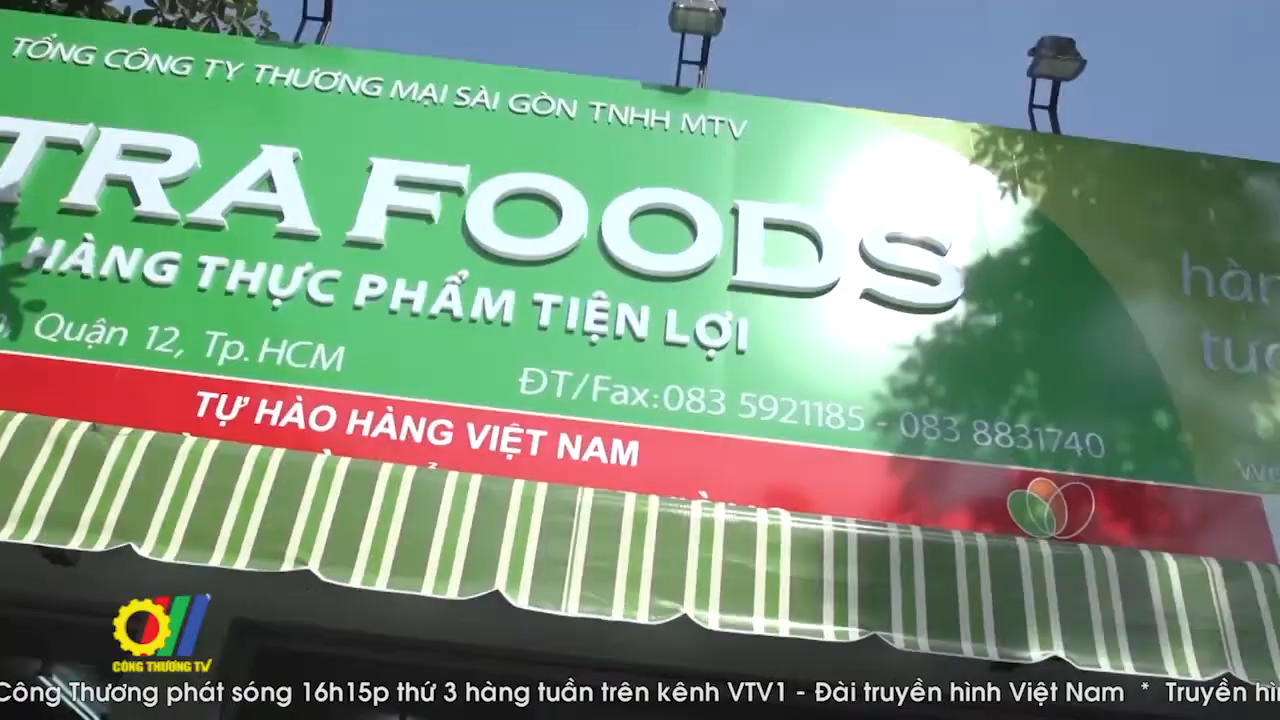 TỔNG CÔNG TY THƯƠNG MẠI SÀI GÒN TNHH MTV
TRA FOODS
HÀNG THỰC PHẨM TIỆN LỢI
Quận 12, Tp.HCM
ĐT/Fax:083 5921185 - 083 8831740
TỰ HÀO HÀNG VIỆT NAM
CÔNG THƯƠNG TV
Công Thương phát sóng 16h15p thứ 3 hàng tuần trên kênh VTV1 - Đài truyền hình Việt Nam * Truyền hì